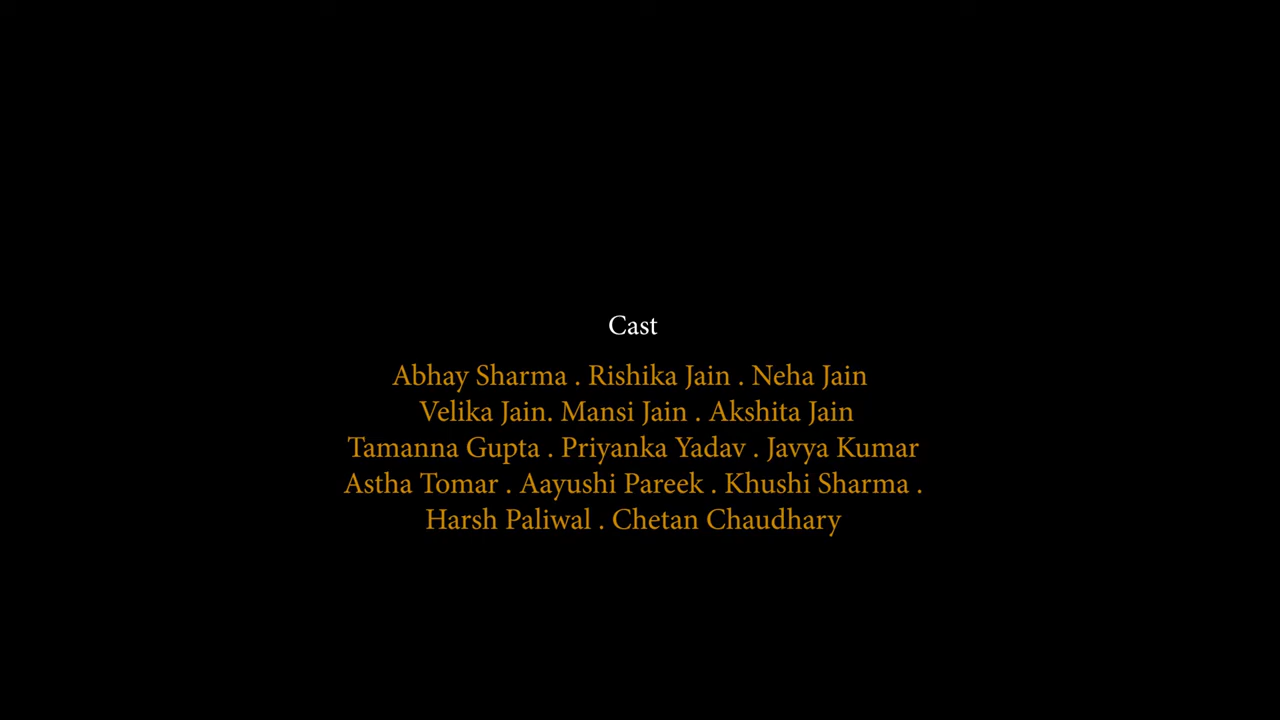 Cast
Abhay Sharma . Rishika Jain . Neha Jain
Velika Jain. Mansi Jain . Akshita Jain
Tamanna Gupta . Priyanka Yadav . Javya Kumar
Astha Tomar . Aayushi Pareek . Khushi Sharma .
Harsh Paliwal . Chetan Chaudhary